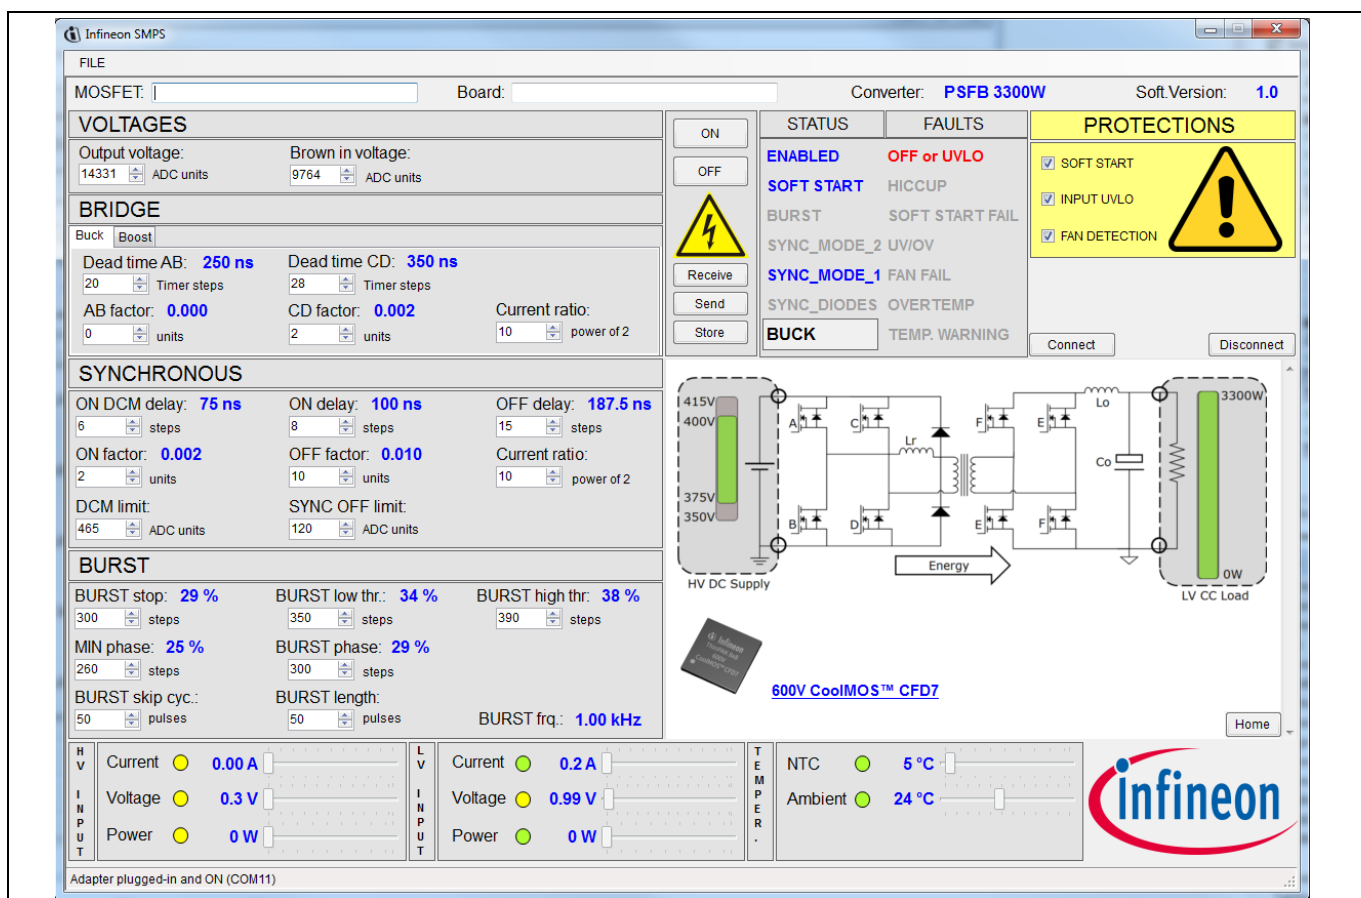 Infineon SMPS
FILE
MOSFET: Board: Converter: PSFB 3300W Soft.Version: 1.0
VOLTAGES
Output voltage: Brown in voltage:
14331 ADC units 9764 ADC units
BRIDGE
Buck Boost
Dead time AB: 250 ns Dead time CD: 350 ns
20 Timer steps 28 Timer steps
AB factor: 0.000 CD factor: 0.002 Current ratio:
0 units 2 units 10 power of 2
SYNCHRONOUS
ON DCM delay: 75 ns ON delay: 100 ns OFF delay: 187.5 ns
6 steps 8 steps 15 steps
ON factor: 0.002 OFF factor: 0.010 Current ratio:
2 units 10 units 10 power of 2
DCM limit: SYNC OFF limit:
465 ADC units 120 ADC units
BURST
BURST stop: 29 % BURST low thr.: 34 % BURST high thr: 38 %
300 steps 350 steps 390 steps
MIN phase: 25 % BURST phase: 29 %
260 steps 300 steps
BURST skip cyc.: BURST length:
50 pulses 50 pulses BURST frq.: 1.00 kHz
ON
OFF
Receive
Send
Store
STATUS FAULTS
ENABLED OFF or UVLO
SOFT START HICCUP
BURST SOFT START FAIL
SYNC_MODE_2 UV/OV
SYNC_MODE_1 FAN FAIL
SYNC_DIODES OVERTEMP
BUCK TEMP. WARNING
PROTECTIONS
SOFT START
INPUT UVLO
FAN DETECTION
Connect Disconnect
415V
400V
375V
350V
HV DC Supply
A C F E
Lr
Lo
Co
B D E F
Energy
3300W
0W
LV CC Load
600V CoolMOS™ CFD7
Home
HV INPUT
Current 0.00 A
Voltage 0.3 V
Power 0 W
LV INPUT
Current 0.2 A
Voltage 0.99 V
Power 0 W
TEMPER.
NTC 5 °C
Ambient 24 °C
infineon
Adapter plugged-in and ON (COM11)